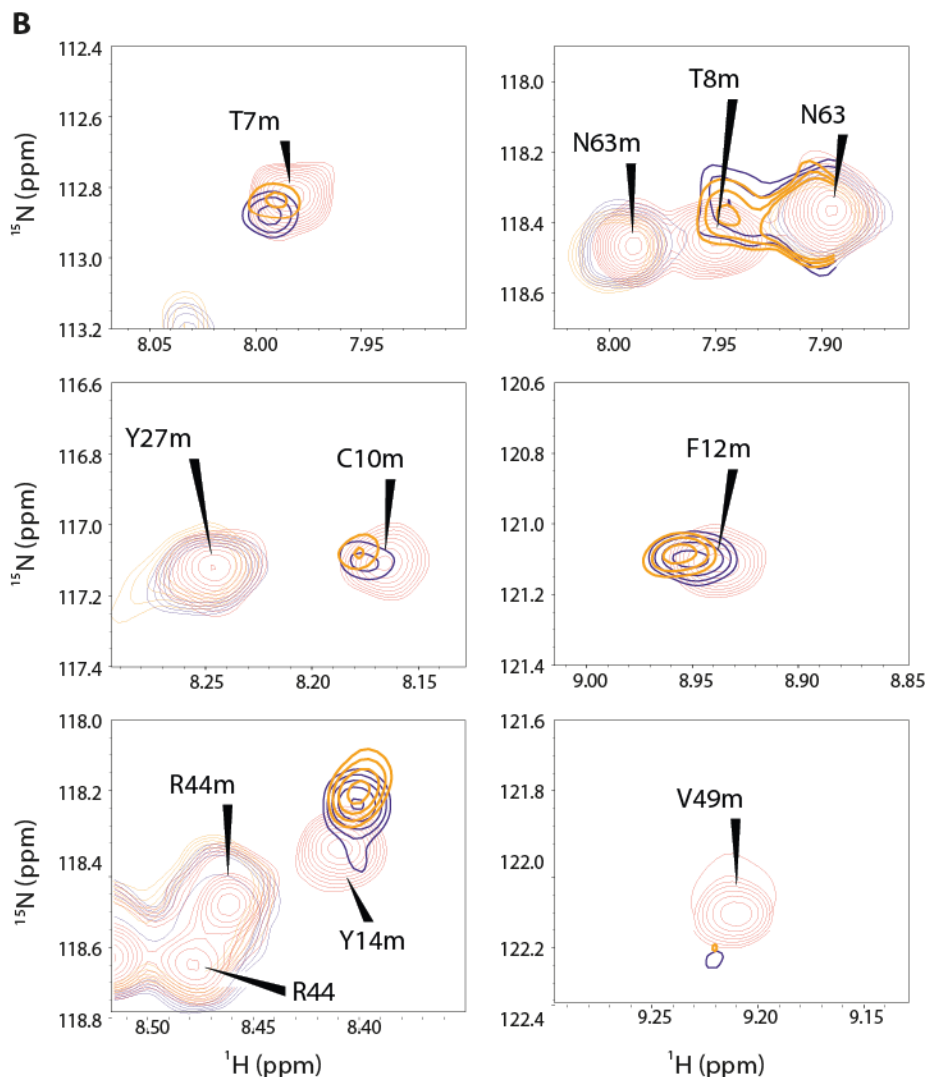 B
112.4
112.6
112.8
113.0
113.2
¹⁵N (ppm)
T7m
8.05
8.00
7.95
118.0
118.2
118.4
118.6
T8m
N63
N63m
8.00
7.95
7.90
116.6
116.8
117.0
117.2
117.4
¹⁵N (ppm)
Y27m
C10m
8.25
8.20
8.15
120.6
120.8
121.0
121.2
121.4
F12m
9.00
8.95
8.90
8.85
118.0
118.2
118.4
118.6
118.8
¹⁵N (ppm)
R44m
Y14m
R44
8.50
8.45
8.40
¹H (ppm)
121.6
121.8
122.0
122.2
122.4
V49m
9.25
9.20
9.15
¹H (ppm)